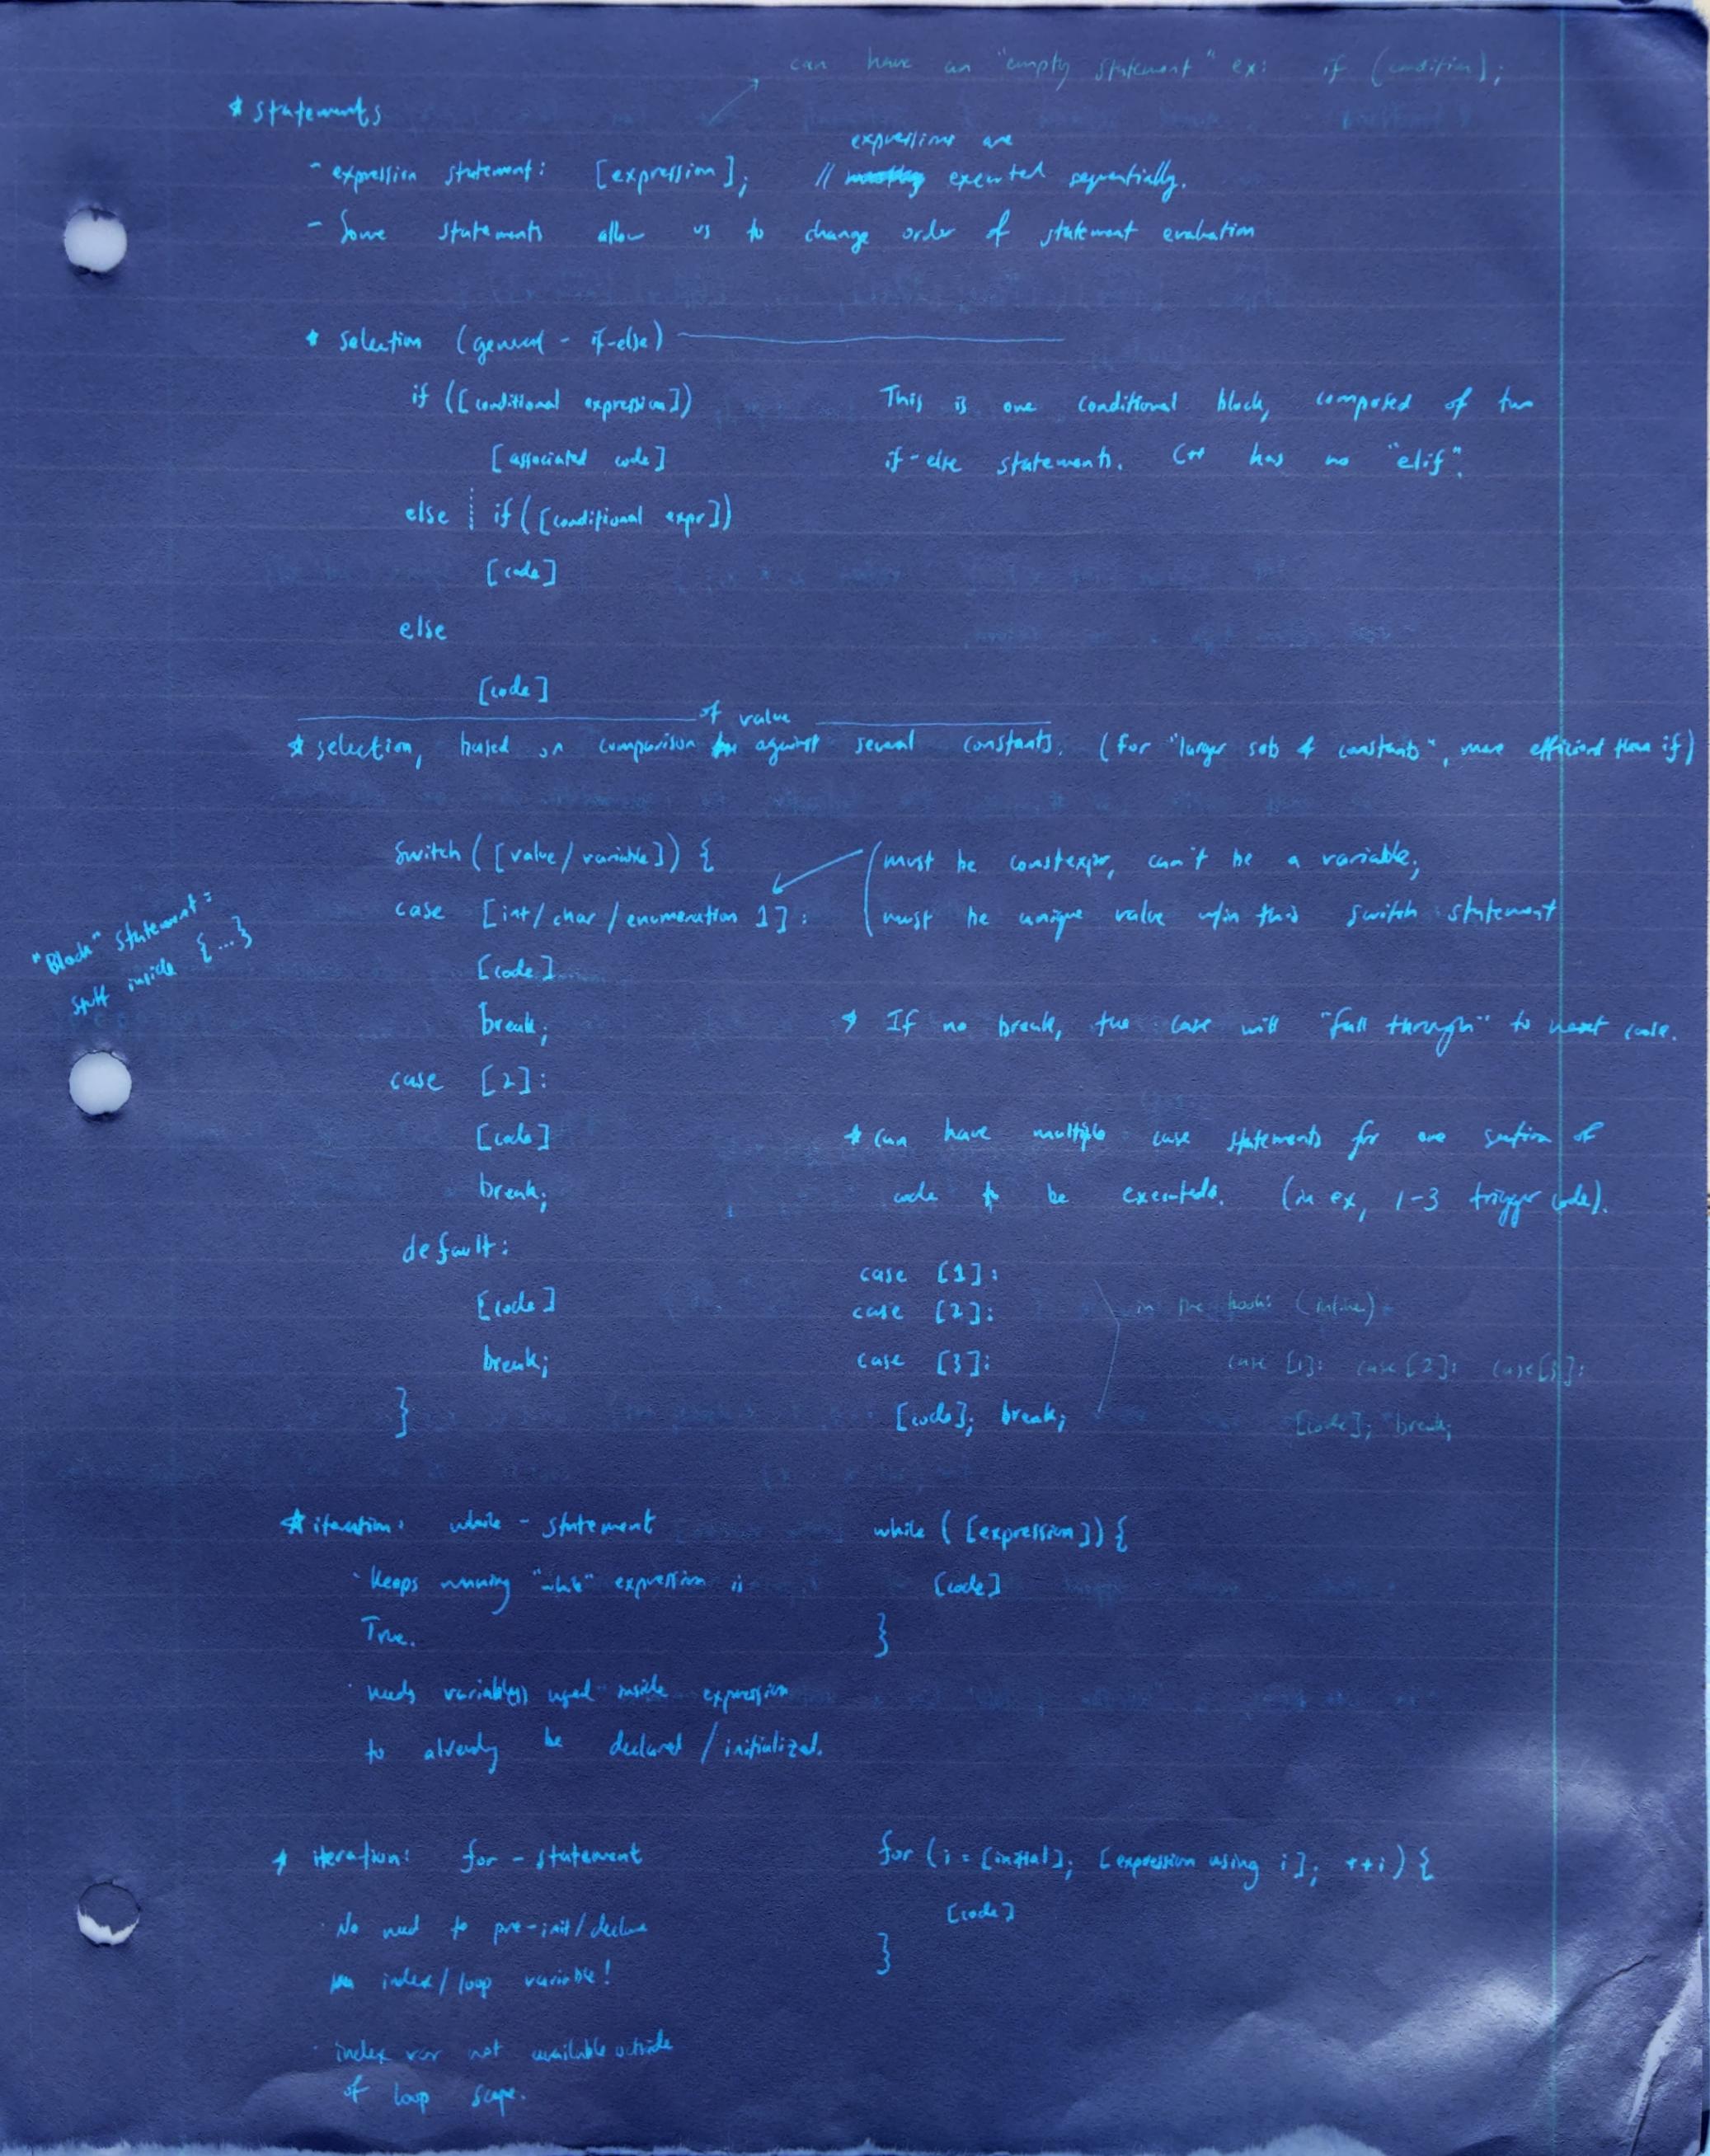 can have an "empty statement" ex: if (condition);
* statements
expressions are
- expression statement: [expression]; // executed sequentially.
- Some statements allow us to change order of statement evaluation
* selection (general - if-else)
if ([conditional expression])
This is one conditional block, composed of two
[associated code]
if-else statements. C++ has no "elif".
else if ([conditional expr])
[code]
else
[code]
of value
* selection, based on comparison against several constants. (for "larger sets of constants", more efficient than if)
switch ([value/variable]) {
(must be constexpr, can't be a variable;
case [int/char/enumeration 1]:
must be unique value w/in this switch statement
"Block" statement:
stuff inside {...}
[code]
break;
* If no break, the case will "fall through" to next case.
case [2]:
[code]
* can have multiple case statements for one section of
break;
code to be executed. (in ex, 1-3 trigger code).
default:
[code]
break;
}
case [1]:
case [2]:
case [3]:
[code]; break;
in the book: (inline)
case [1]: case [2]: case [3]:
[code]; break;
* iteration: while - statement
while ([expression]) {
· Keeps running "while" expression is
[code]
True.
}
· needs variable(s) used inside expression
to already be declared/initialized.
* iteration: for - statement
for (i = [initial]; [expression using i]; ++i) {
· No need to pre-init/declare
[code]
index/loop variable!
}
· index var not available outside
of loop scope.